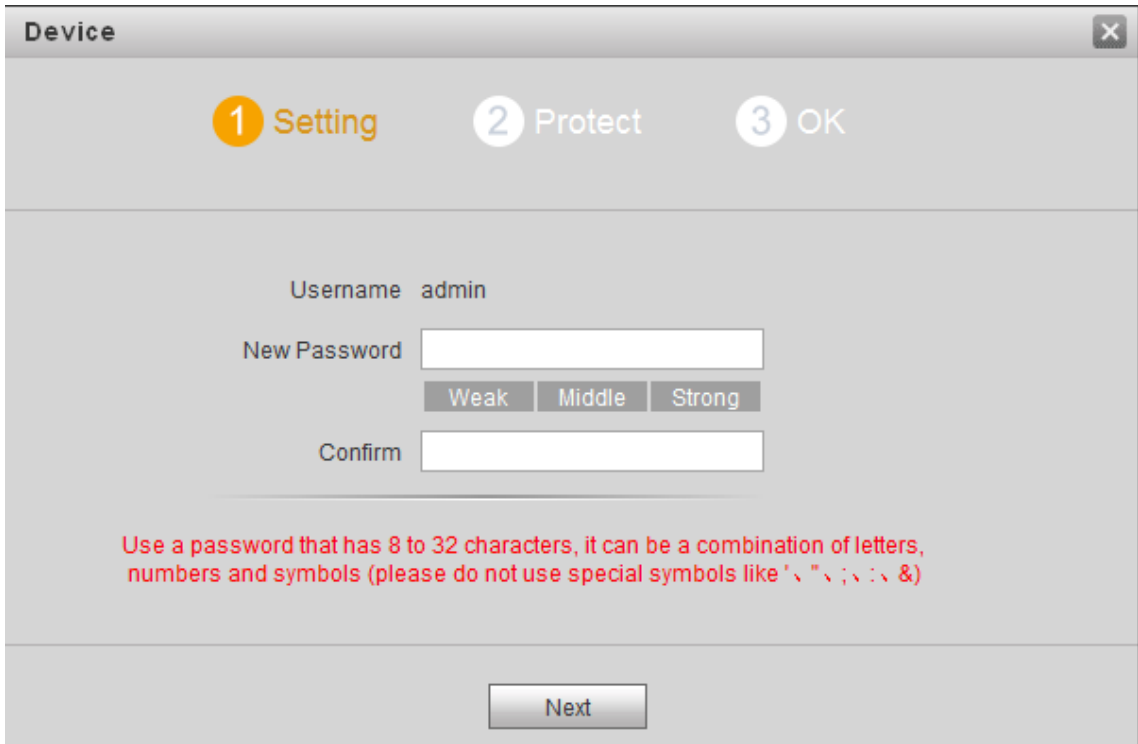 Device
1 Setting 2 Protect 3 OK
Username admin
New Password
Weak Middle Strong
Confirm
Use a password that has 8 to 32 characters, it can be a combination of letters,
numbers and symbols (please do not use special symbols like '、"、;、:、&)
Next